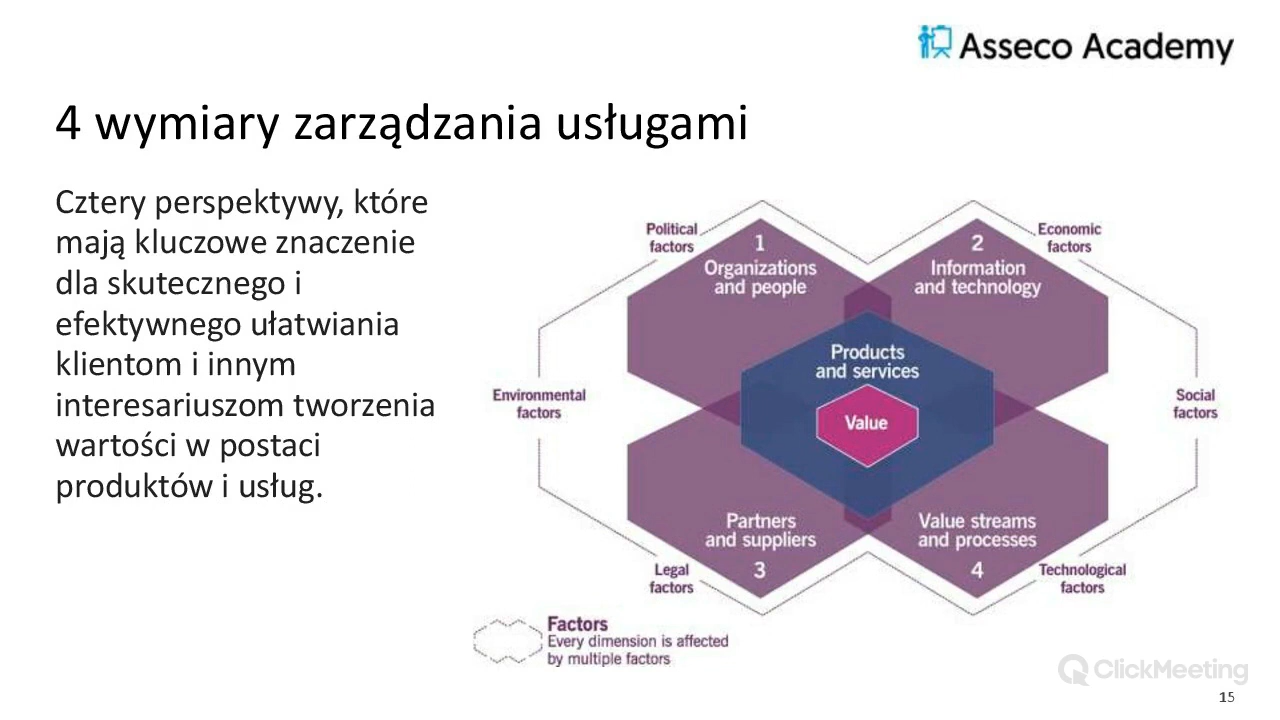 Asseco Academy
4 wymiary zarządzania usługami
Cztery perspektywy, które
mają kluczowe znaczenie
dla skutecznego i
efektywnego ułatwiania
klientom i innym
interesariuszom tworzenia
wartości w postaci
produktów i usług.
Political
factors
1
Organizations
and people
2
Information
and technology
Economic
factors
Products
and services
Value
Environmental
factors
Social
factors
Partners
and suppliers
3
Value streams
and processes
4
Legal
factors
Technological
factors
Factors
Every dimension is affected
by multiple factors
ClickMeeting
15